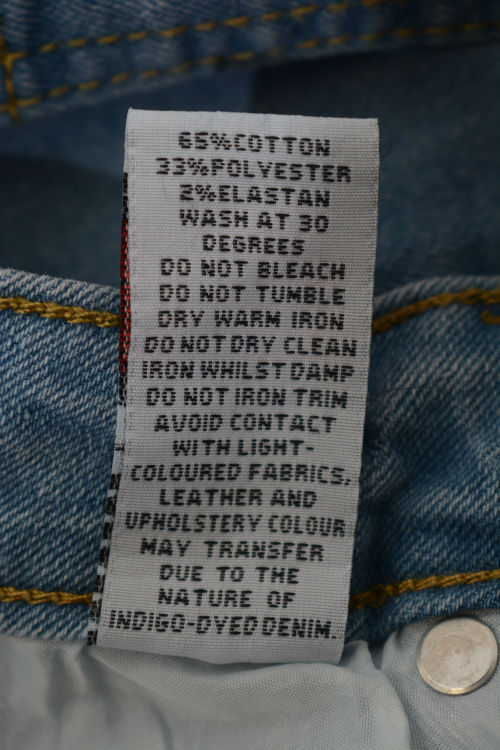 65%COTTON
33%POLYESTER
2%ELASTAN
WASH AT 30
DEGREES
DO NOT BLEACH
DO NOT TUMBLE
DRY WARM IRON
DO NOT DRY CLEAN
IRON WHILST DAMP
DO NOT IRON TRIM
AVOID CONTACT
WITH LIGHT-
COLOURED FABRICS,
LEATHER AND
UPHOLSTERY COLOUR
MAY TRANSFER
DUE TO THE
NATURE OF
INDIGO-DYED DENIM.